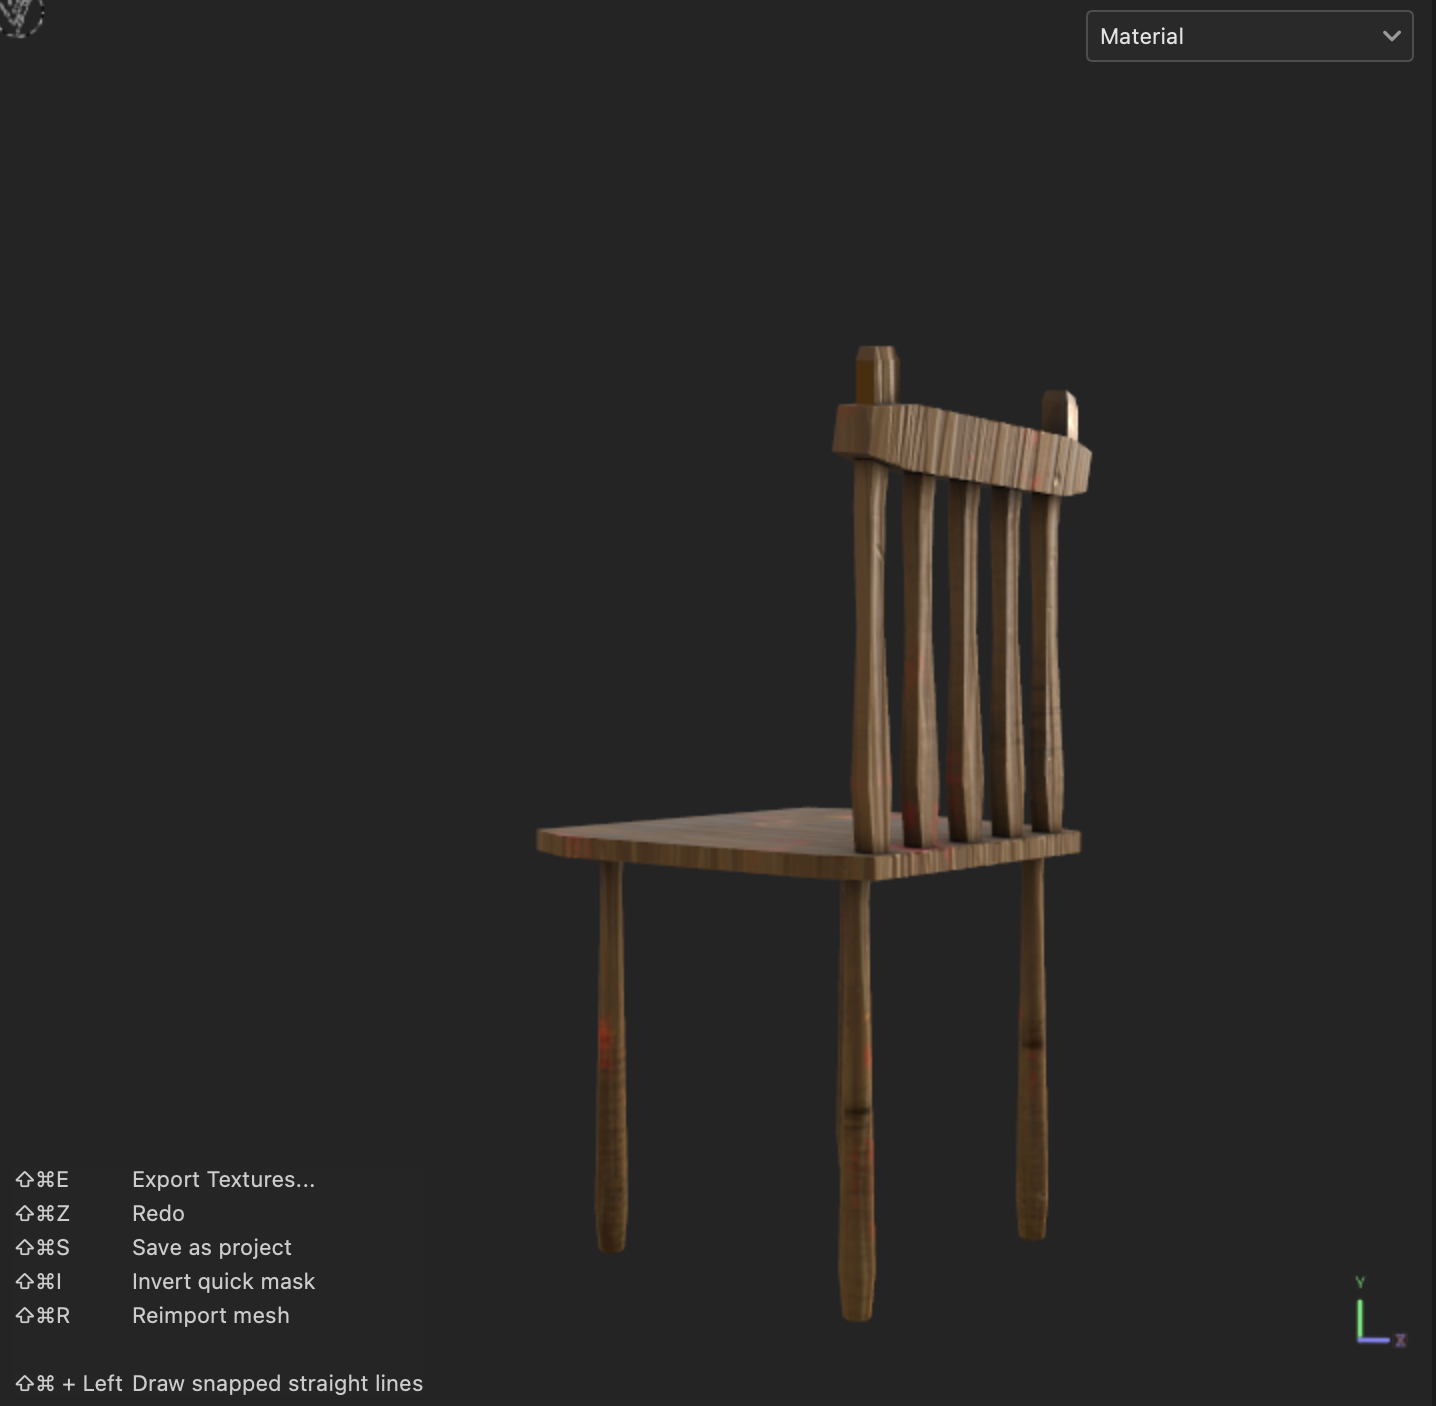 Material
⇧⌘E Export Textures...
⇧⌘Z Redo
⇧⌘S Save as project
⇧⌘I Invert quick mask
⇧⌘R Reimport mesh
⇧⌘ + Left Draw snapped straight lines
Y
X